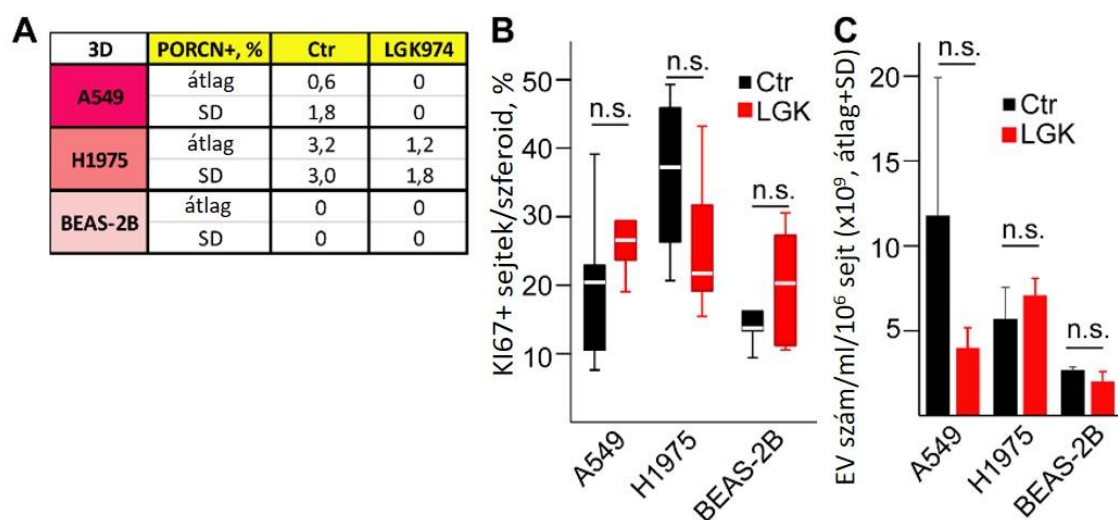 A
3D PORCN+, % Ctr LGK974
A549 átlag 0,6 0
SD 1,8 0
H1975 átlag 3,2 1,2
SD 3,0 1,8
BEAS-2B átlag 0 0
SD 0 0
B
KI67+ sejtek/szferoid, %
50
40
30
20
10
n.s.
n.s.
n.s.
Ctr
LGK
A549
H1975
BEAS-2B
C
EV szám/ml/10⁶ sejt (x10⁹, átlag+SD)
20
15
10
5
n.s.
n.s.
n.s.
Ctr
LGK
A549
H1975
BEAS-2B